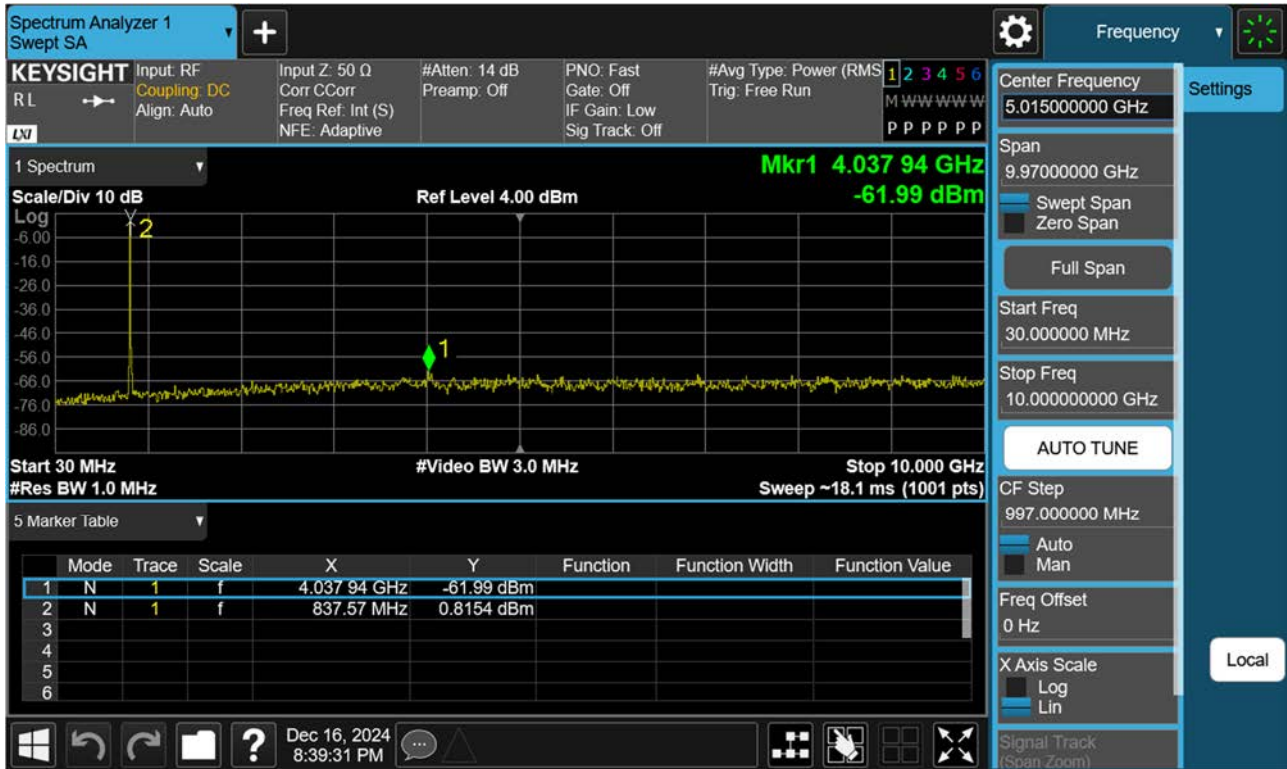 Spectrum Analyzer 1
Swept SA
+
Frequency
KEYSIGHT
RL
LXI
Input: RF
Coupling: DC
Align: Auto
Input Z: 50 Ω
Corr CCorr
Freq Ref: Int (S)
NFE: Adaptive
#Atten: 14 dB
Preamp: Off
PNO: Fast
Gate: Off
IF Gain: Low
Sig Track: Off
#Avg Type: Power (RMS
Trig: Free Run
1 2 3 4 5 6
M W W W W W
P P P P P P
1 Spectrum
Mkr1 4.037 94 GHz
Scale/Div 10 dB
Ref Level 4.00 dBm
-61.99 dBm
Log
2
-6.00
-16.0
-26.0
-36.0
-46.0
1
-56.0
-66.0
-76.0
-86.0
Start 30 MHz
#Video BW 3.0 MHz
Stop 10.000 GHz
#Res BW 1.0 MHz
Sweep ~18.1 ms (1001 pts)
5 Marker Table
Mode Trace Scale X Y Function Function Width Function Value
1 N 1 f 4.037 94 GHz -61.99 dBm
2 N 1 f 837.57 MHz 0.8154 dBm
3
4
5
6
?
Dec 16, 2024
8:39:31 PM
Center Frequency
5.015000000 GHz
Span
9.97000000 GHz
Swept Span
Zero Span
Full Span
Start Freq
30.000000 MHz
Stop Freq
10.000000000 GHz
AUTO TUNE
CF Step
997.000000 MHz
Auto
Man
Freq Offset
0 Hz
X Axis Scale
Log
Lin
Signal Track
(Span Zoom)
Settings
Local